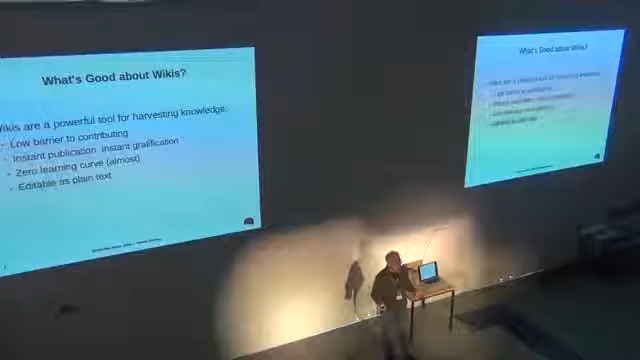 What's Good about Wikis?
Wikis are a powerful tool for harvesting knowledge:
Low barrier to contributing
Instant publication, instant gratification
Zero learning curve (almost)
Editable as plain text
What's Good about Wikis?